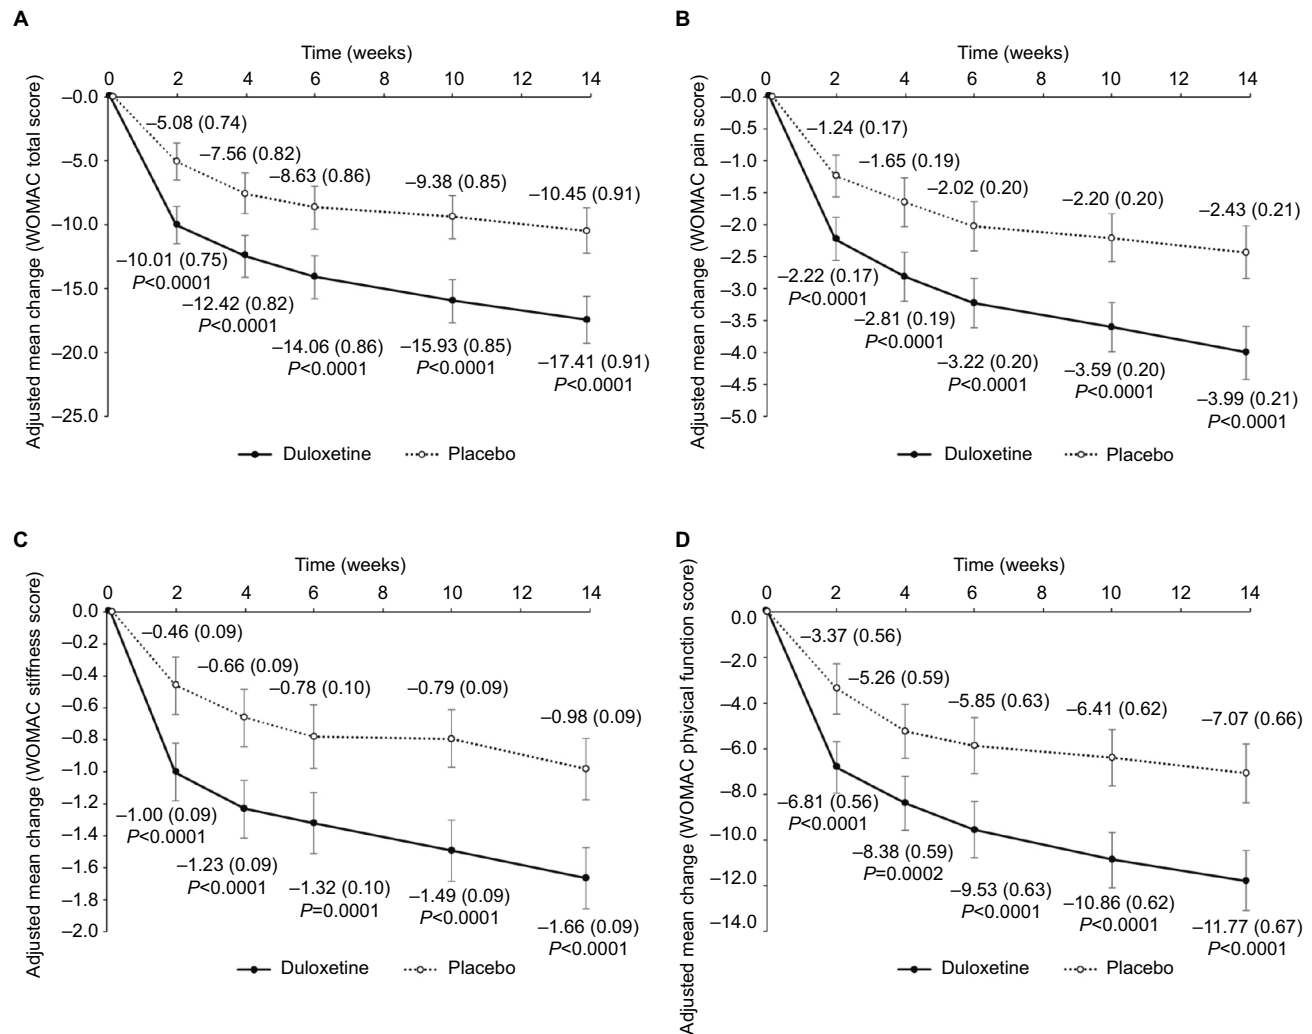 A
Time (weeks)
0 2 4 6 10 14
Adjusted mean change (WOMAC total score)
–0.0
–5.0
–10.0
–15.0
–20.0
–25.0
–5.08 (0.74)
–7.56 (0.82)
–8.63 (0.86)
–9.38 (0.85)
–10.45 (0.91)
–10.01 (0.75)
P<0.0001
–12.42 (0.82)
P<0.0001
–14.06 (0.86)
P<0.0001
–15.93 (0.85)
P<0.0001
–17.41 (0.91)
P<0.0001
Duloxetine Placebo
B
Time (weeks)
0 2 4 6 10 14
Adjusted mean change (WOMAC pain score)
–0.0
–0.5
–1.0
–1.5
–2.0
–2.5
–3.0
–3.5
–4.0
–4.5
–5.0
–1.24 (0.17)
–1.65 (0.19)
–2.02 (0.20)
–2.20 (0.20)
–2.43 (0.21)
–2.22 (0.17)
P<0.0001
–2.81 (0.19)
P<0.0001
–3.22 (0.20)
P<0.0001
–3.59 (0.20)
P<0.0001
–3.99 (0.21)
P<0.0001
Duloxetine Placebo
C
Time (weeks)
0 2 4 6 10 14
Adjusted mean change (WOMAC stiffness score)
0.0
–0.2
–0.4
–0.6
–0.8
–1.0
–1.2
–1.4
–1.6
–1.8
–2.0
–0.46 (0.09)
–0.66 (0.09)
–0.78 (0.10)
–0.79 (0.09)
–0.98 (0.09)
–1.00 (0.09)
P<0.0001
–1.23 (0.09)
P<0.0001
–1.32 (0.10)
P=0.0001
–1.49 (0.09)
P<0.0001
–1.66 (0.09)
P<0.0001
Duloxetine Placebo
D
Time (weeks)
0 2 4 6 10 14
Adjusted mean change (WOMAC physical function score)
0.0
–2.0
–4.0
–6.0
–8.0
–10.0
–12.0
–14.0
–3.37 (0.56)
–5.26 (0.59)
–5.85 (0.63)
–6.41 (0.62)
–7.07 (0.66)
–6.81 (0.56)
P<0.0001
–8.38 (0.59)
P=0.0002
–9.53 (0.63)
P<0.0001
–10.86 (0.62)
P<0.0001
–11.77 (0.67)
P<0.0001
Duloxetine Placebo